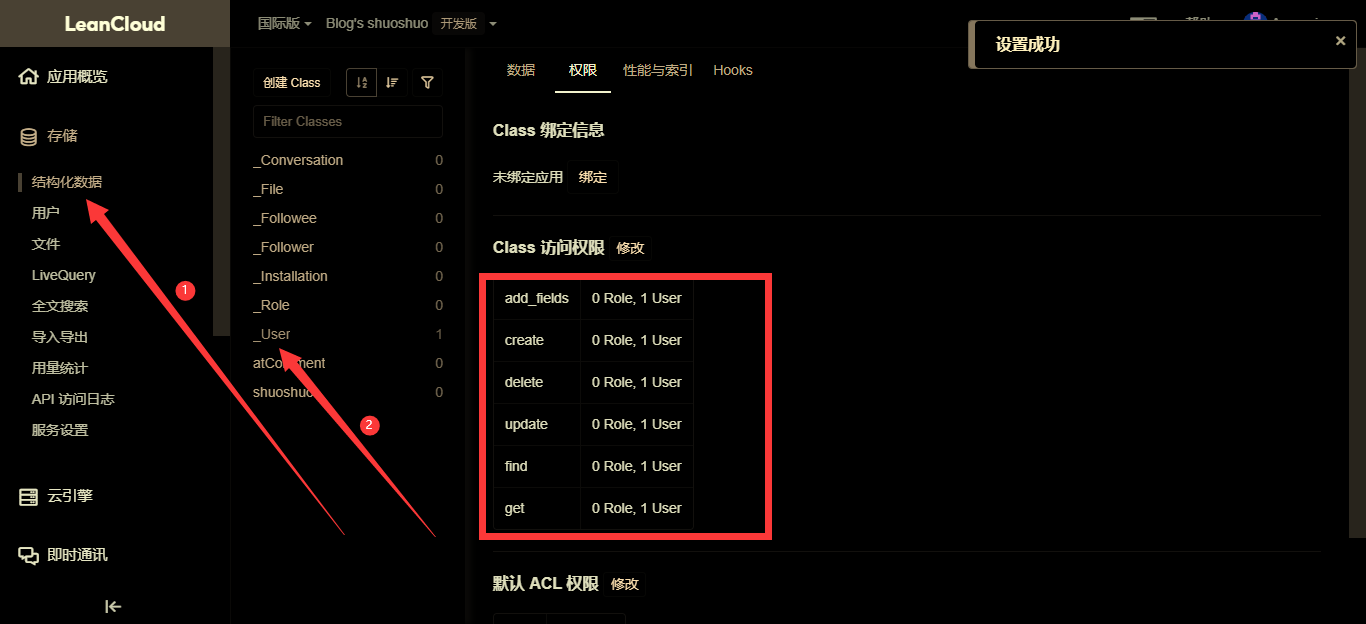 LeanCloud
国际版
Blog's shuoshuo
开发版
设置成功
应用概览
存储
结构化数据
用户
文件
LiveQuery
全文搜索
导入导出
用量统计
API 访问日志
服务设置
云引擎
即时通讯
1
2
创建 Class
Filter Classes
_Conversation 0
_File 0
_Followee 0
_Follower 0
_Installation 0
_Role 0
_User 1
0
shuoshuo 0
数据 权限 性能与索引 Hooks
Class 绑定信息
未绑定应用 绑定
Class 访问权限 修改
add_fields 0 Role, 1 User
create 0 Role, 1 User
delete 0 Role, 1 User
update 0 Role, 1 User
find 0 Role, 1 User
get 0 Role, 1 User
默认 ACL 权限 修改